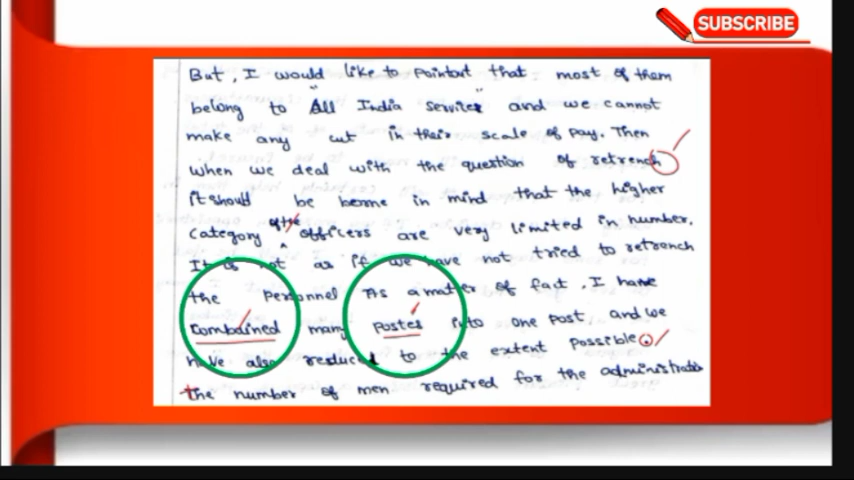 SUBSCRIBE
But, I would like to pointout that most of them
belong to "All India service" and we cannot
make any cut in their scale of pay. Then
when we deal with the question of retrench
it should be borne in mind that the higher
category of the officers are very limited in number.
It is not as if we have not tried to retrench
the personnel As a matter of fact, I have
Combained many postes into one post and we
have also reduced to the extent possible.
The number of men required for the administratio